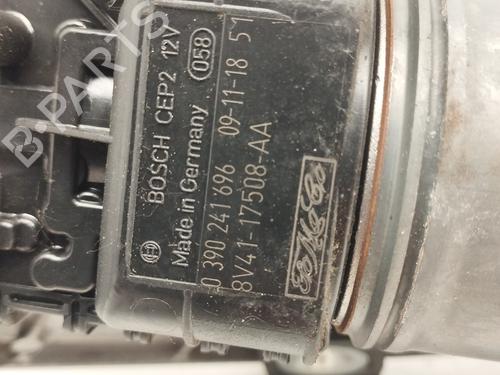 BOSCH CEP2 12V
Made in Germany 058
0 390 241 696 09-11-18 51
8V41-17508-AA
FoMoCo
B-PARTS